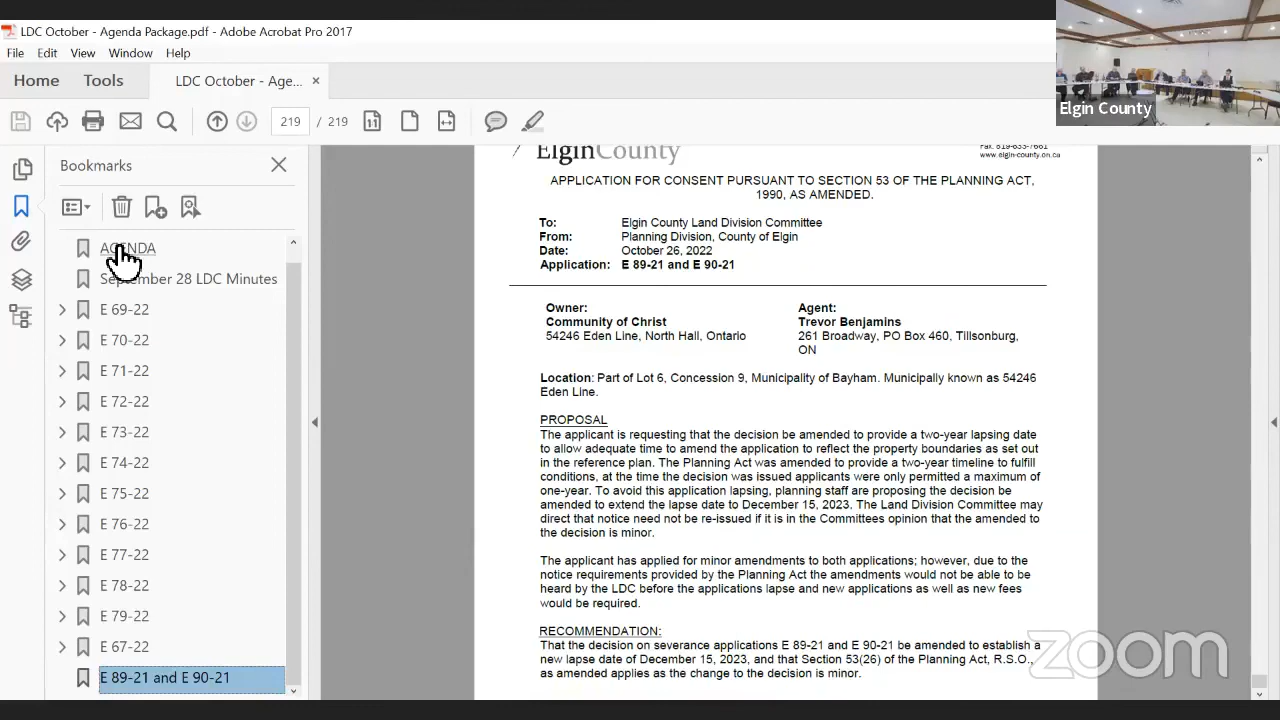 LDC October - Agenda Package.pdf - Adobe Acrobat Pro 2017
File Edit View Window Help
Home Tools LDC October - Age... ×
219 / 219
Elgin County
Bookmarks
AGENDA
September 28 LDC Minutes
E 69-22
E 70-22
E 71-22
E 72-22
E 73-22
E 74-22
E 75-22
E 76-22
E 77-22
E 78-22
E 79-22
E 67-22
E 89-21 and E 90-21
ElginCounty
Fax: 519-633-7661
www.elgin-county.on.ca
APPLICATION FOR CONSENT PURSUANT TO SECTION 53 OF THE PLANNING ACT,
1990, AS AMENDED.
To: Elgin County Land Division Committee
From: Planning Division, County of Elgin
Date: October 26, 2022
Application: E 89-21 and E 90-21
Owner:
Community of Christ
54246 Eden Line, North Hall, Ontario
Agent:
Trevor Benjamins
261 Broadway, PO Box 460, Tillsonburg,
ON
Location: Part of Lot 6, Concession 9, Municipality of Bayham. Municipally known as 54246
Eden Line.
PROPOSAL
The applicant is requesting that the decision be amended to provide a two-year lapsing date
to allow adequate time to amend the application to reflect the property boundaries as set out
in the reference plan. The Planning Act was amended to provide a two-year timeline to fulfill
conditions, at the time the decision was issued applicants were only permitted a maximum of
one-year. To avoid this application lapsing, planning staff are proposing the decision be
amended to extend the lapse date to December 15, 2023. The Land Division Committee may
direct that notice need not be re-issued if it is in the Committees opinion that the amended to
the decision is minor.
The applicant has applied for minor amendments to both applications; however, due to the
notice requirements provided by the Planning Act the amendments would not be able to be
heard by the LDC before the applications lapse and new applications as well as new fees
would be required.
RECOMMENDATION:
That the decision on severance applications E 89-21 and E 90-21 be amended to establish a
new lapse date of December 15, 2023, and that Section 53(26) of the Planning Act, R.S.O.,
as amended applies as the change to the decision is minor.
zoom